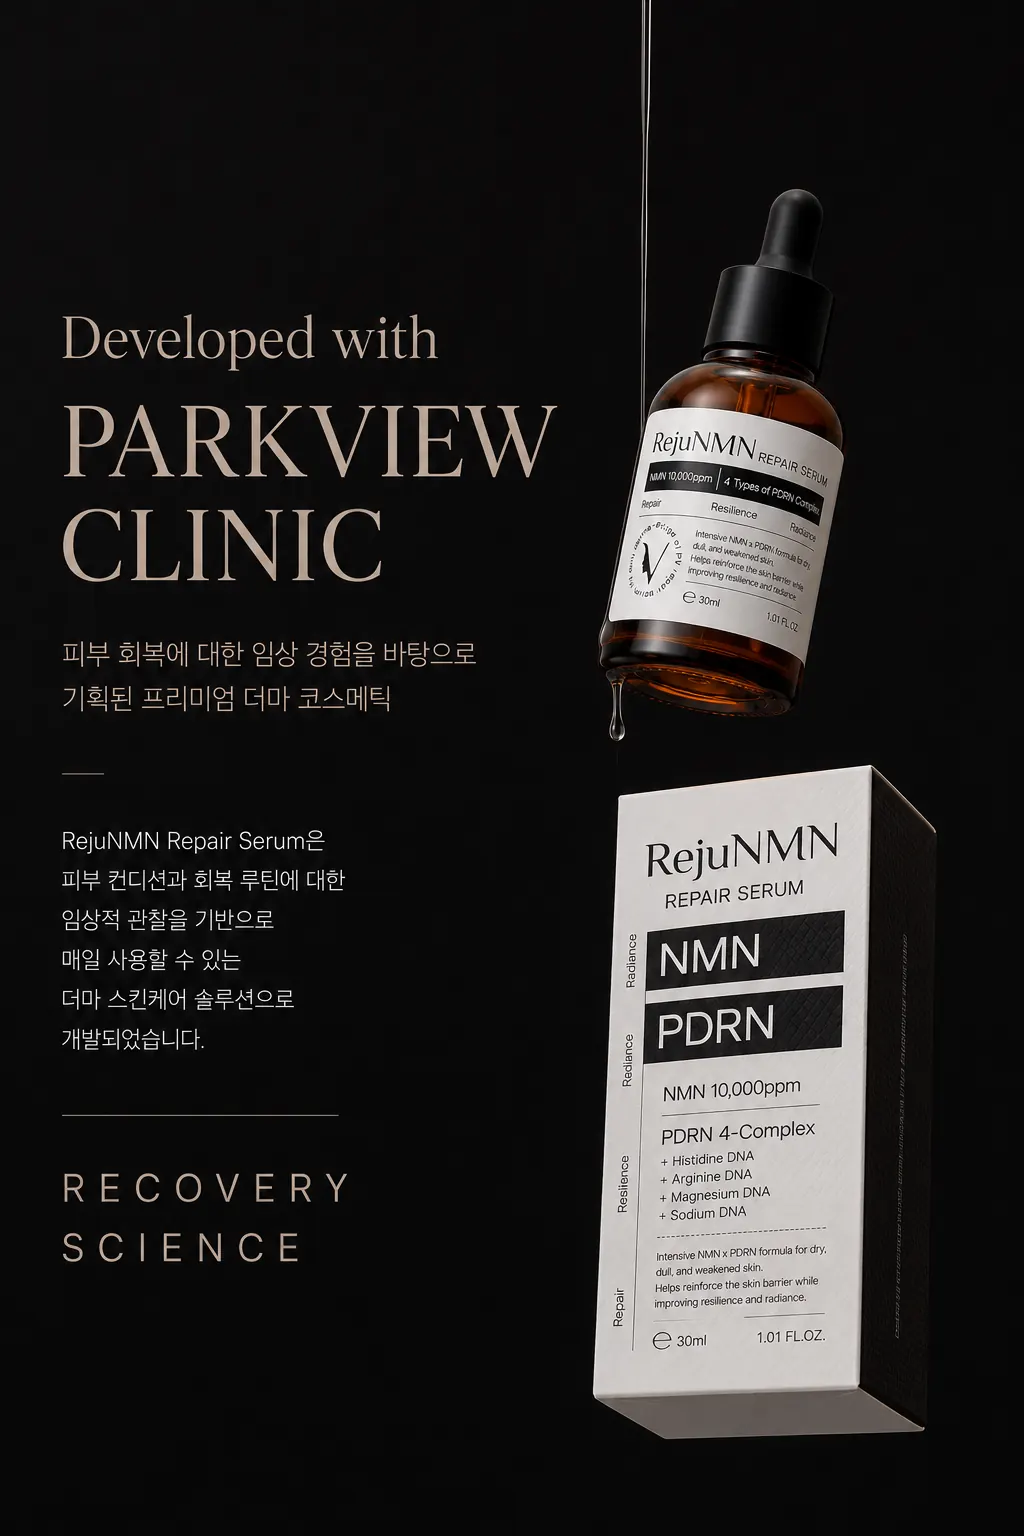 Developed with
PARKVIEW
CLINIC
피부 회복에 대한 임상 경험을 바탕으로
기획된 프리미엄 더마 코스메틱
RejuNMN Repair Serum은
피부 컨디션과 회복 루틴에 대한
임상적 관찰을 기반으로
매일 사용할 수 있는
더마 스킨케어 솔루션으로
개발되었습니다.
RECOVERY
SCIENCE
RejuNMN REPAIR SERUM
NMN 10,000ppm | 4 Types of PDRN Complex
Repair Resilience Radiance
Intensive NMN x PDRN formula for dry,
dull, and weakened skin.
Helps reinforce the skin barrier while
improving resilience and radiance.
℮ 30ml
1.01 FL.OZ.
RejuNMN
REPAIR SERUM
NMN
PDRN
NMN 10,000ppm
PDRN 4-Complex
+ Histidine DNA
+ Arginine DNA
+ Magnesium DNA
+ Sodium DNA
Intensive NMN x PDRN formula for dry,
dull, and weakened skin.
Helps reinforce the skin barrier while
improving resilience and radiance.
℮ 30ml
1.01 FL.OZ.
Radiance
Radiance
Resilience
Repair